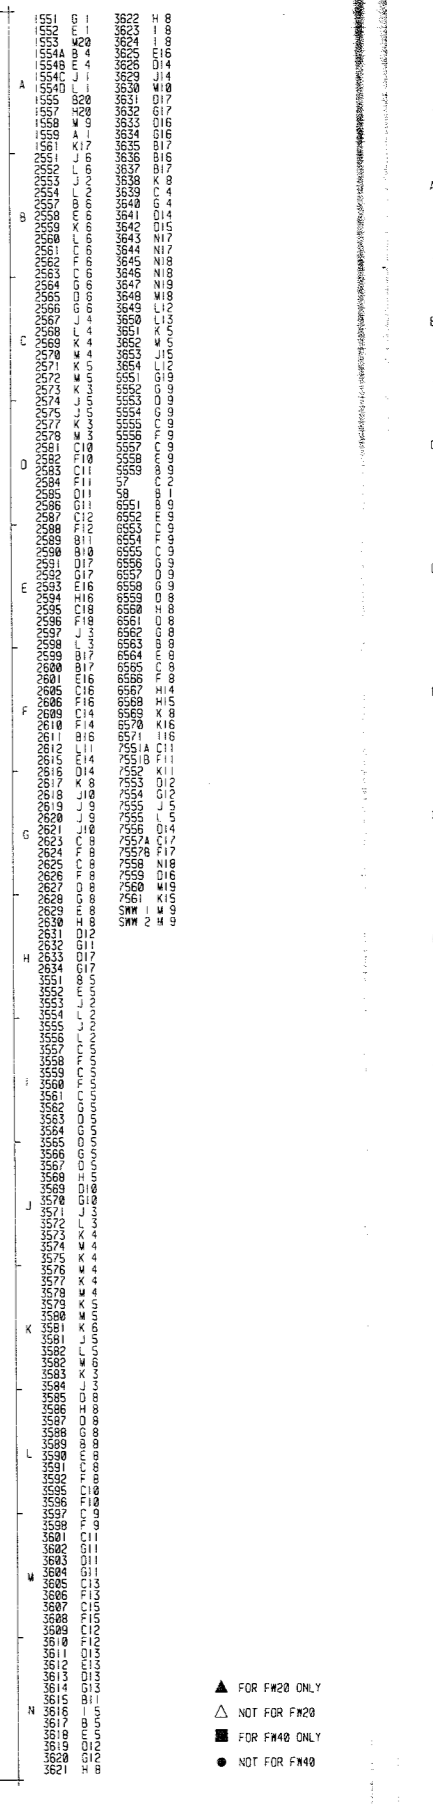 1551 G 1
1552 E 1
1553 M20
1554A B 4
1554B E 4
1554C J 1
1554D L 1
1555 B20
1557 H20
1558 M 9
1559 A 1
1561 K17
2551 J 6
2552 L 6
2553 J 2
2554 L 2
2557 B 6
2558 E 6
2559 K 6
2560 L 6
2561 C 6
2562 F 6
2563 C 6
2564 G 6
2565 D 6
2566 G 6
2567 J 4
2568 L 4
2569 K 4
2570 M 4
2571 K 5
2572 M 5
2573 K 3
2574 J 5
2575 J 5
2577 K 3
2578 M 3
2581 C10
2582 F10
2583 C11
2584 F11
2585 D11
2586 G11
2587 C12
2588 F12
2589 B11
2590 B10
2591 D17
2592 G17
2593 E16
2594 H16
2595 C18
2596 F18
2597 J 3
2598 L 3
2599 B17
2600 B17
2601 E16
2605 C16
2606 F16
2609 C14
2610 F14
2611 B16
2612 L11
2615 E14
2616 D14
2617 K 8
2618 J10
2619 J 9
2620 J 9
2621 J10
2623 C 8
2624 F 8
2625 C 8
2626 F 8
2627 D 8
2628 G 8
2629 E 8
2630 H 8
2631 D12
2632 G11
2633 D17
2634 G17
3551 B 5
3552 E 5
3553 J 2
3554 L 2
3555 J 2
3556 L 2
3557 C 5
3558 F 5
3559 C 5
3560 F 5
3561 C 5
3562 G 5
3563 D 5
3564 G 5
3565 D 5
3566 G 5
3567 D 5
3568 H 5
3569 D10
3570 G10
3571 J 3
3572 L 3
3573 K 4
3574 M 4
3575 K 4
3576 M 4
3577 K 4
3578 M 4
3579 K 5
3580 M 5
3581 K 6
3581 J 5
3582 L 5
3582 M 6
3583 K 3
3584 J 3
3585 D 8
3586 H 8
3587 D 8
3588 G 8
3589 B 8
3590 E 8
3591 C 8
3592 F 8
3595 C10
3596 F10
3597 C 9
3598 F 9
3601 C11
3602 G11
3603 D11
3604 G11
3605 C13
3606 F13
3607 C15
3608 F15
3609 C12
3610 F12
3611 D13
3612 E13
3613 D13
3614 G13
3615 B11
3616 I 5
3617 B 5
3618 E 5
3619 D12
3620 G12
3621 H 8
3622 H 8
3623 I 8
3624 I 8
3625 E16
3626 D14
3629 J14
3630 M10
3631 D17
3632 G17
3633 D16
3634 G16
3635 B17
3636 B16
3637 B17
3638 K 8
3639 C 4
3640 G 4
3641 D14
3642 D15
3643 N17
3644 N17
3645 N18
3646 N18
3647 N19
3648 M18
3649 L12
3650 L13
3651 K 5
3652 M 5
3653 J15
3654 L12
5551 G19
5552 G 9
5553 D 9
5554 G 9
5555 C 9
5556 F 9
5557 C 9
5558 E 9
5559 B 9
57 C 2
58 B 1
6551 B 9
6552 E 9
6553 C 9
6554 F 9
6555 C 9
6556 G 9
6557 D 9
6558 G 9
6559 D 8
6560 H 8
6561 D 8
6562 G 8
6563 B 8
6564 E 8
6565 C 8
6566 F 8
6567 H14
6568 H15
6569 K 8
6570 K16
6571 I16
7551A C11
7551B F11
7552 K11
7553 D12
7554 G12
7555 J 5
7555 L 5
7556 D14
7557A C17
7557B F17
7558 N18
7559 D16
7560 M19
7561 K15
SWW 1 M 9
SWW 2 M 9
A
B
C
D
E
F
G
H
J
K
L
M
N
▲ FOR FW20 ONLY
△ NOT FOR FW20
■ FOR FW40 ONLY
● NOT FOR FW40